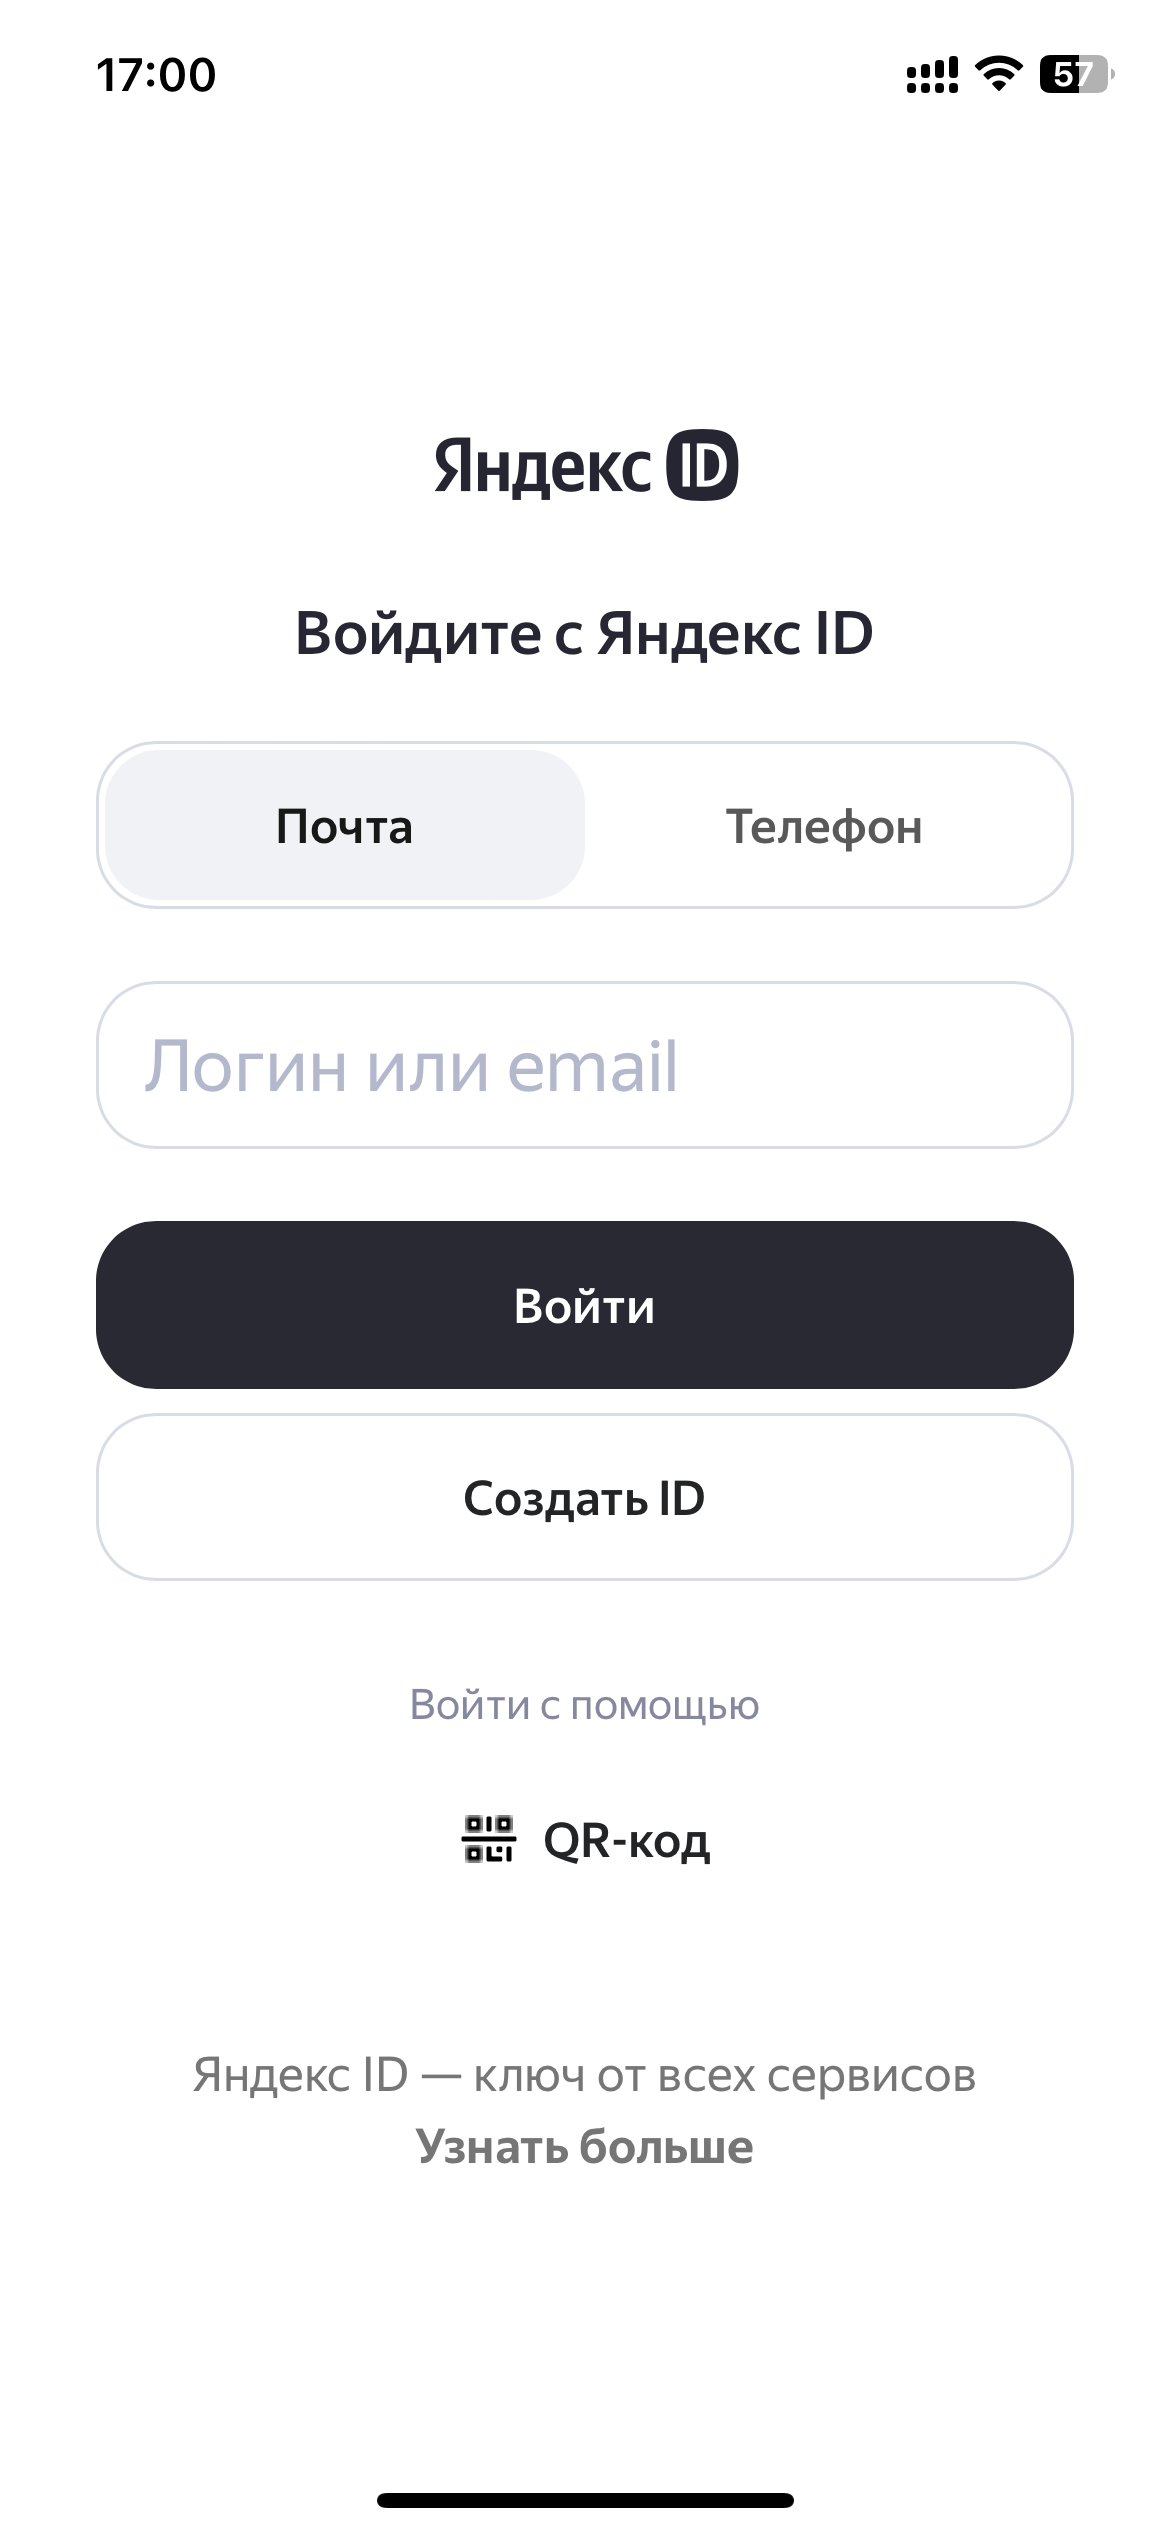 17:00
57
Яндекс ID
Войдите с Яндекс ID
Почта
Телефон
Логин или email
Войти
Создать ID
Войти с помощью
QR-код
Яндекс ID — ключ от всех сервисов
Узнать больше